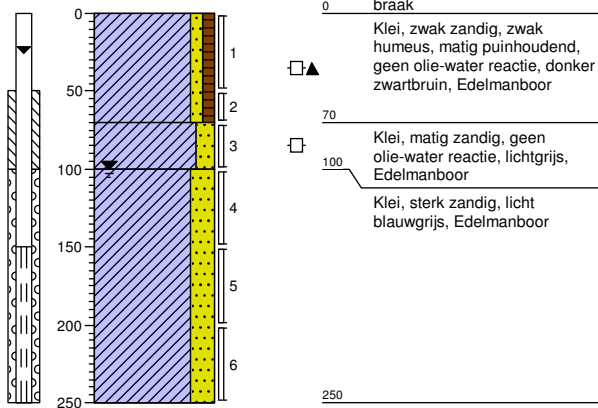 0
50
100
150
200
250
1
2
3
4
5
6
0
braak
Klei, zwak zandig, zwak
humeus, matig puinhoudend,
geen olie-water reactie, donker
zwartbruin, Edelmanboor
70
Klei, matig zandig, geen
olie-water reactie, lichtgrijs,
Edelmanboor
100
Klei, sterk zandig, licht
blauwgrijs, Edelmanboor
250